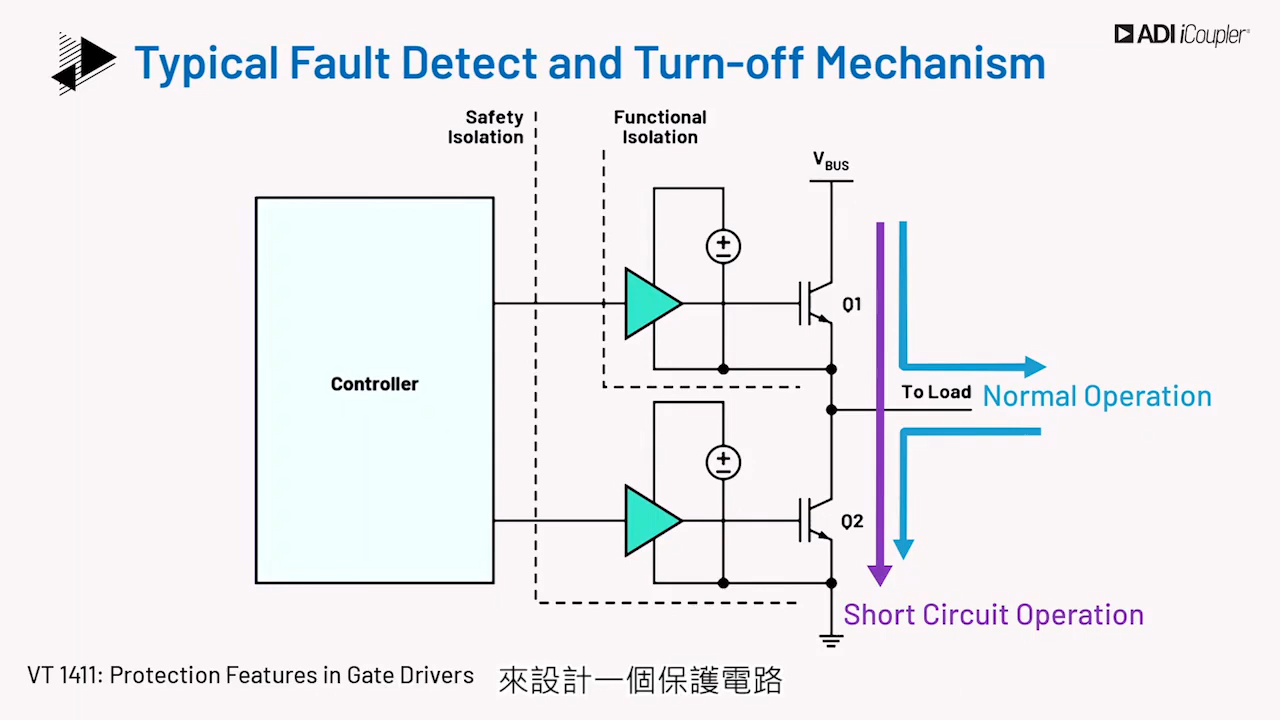 ADI iCoupler®
Typical Fault Detect and Turn-off Mechanism
Safety
Isolation
Functional
Isolation
VBUS
Q1
Controller
To Load
Normal Operation
Q2
Short Circuit Operation
VT 1411: Protection Features in Gate Drivers
來設計一個保護電路